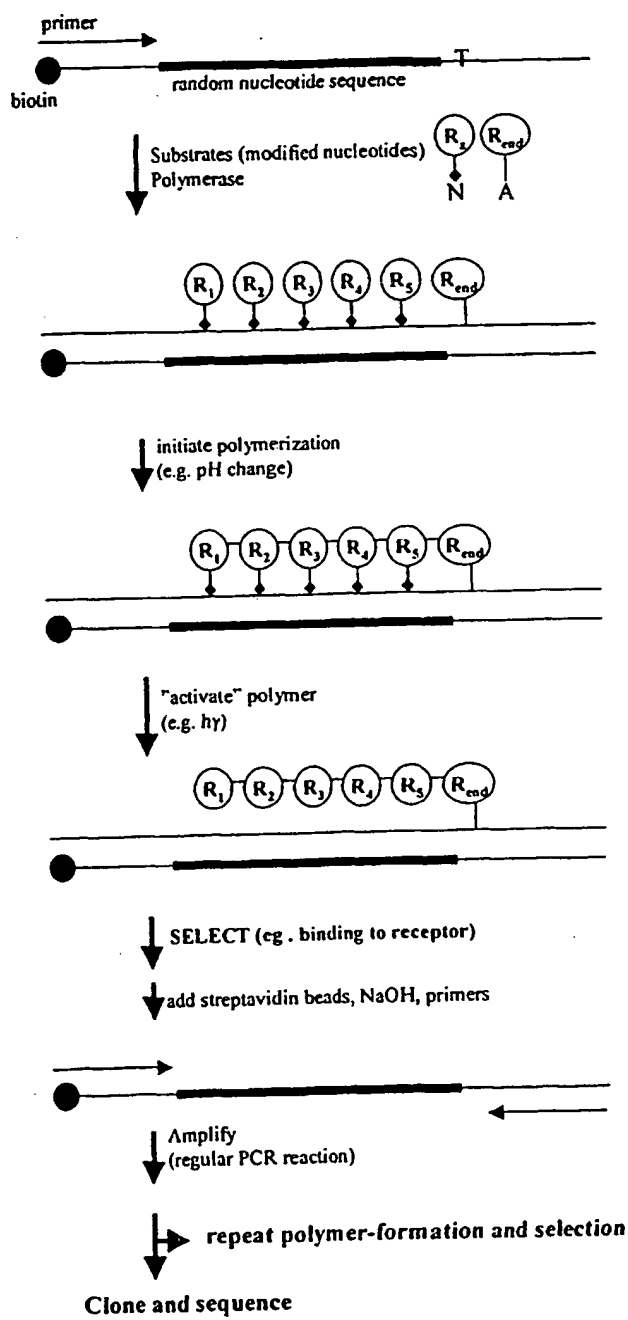 primer
T
biotin
random nucleotide sequence
Substrates (modified nucleotides)
Polymerase
Rx Rend
N A
R1 R2 R3 R4 R5 Rend
initiate polymerization
(e.g. pH change)
R1 R2 R3 R4 R5 Rend
"activate" polymer
(e.g. hγ)
R1 R2 R3 R4 R5 Rend
SELECT (eg . binding to receptor)
add streptavidin beads, NaOH, primers
Amplify
(regular PCR reaction)
repeat polymer-formation and selection
Clone and sequence